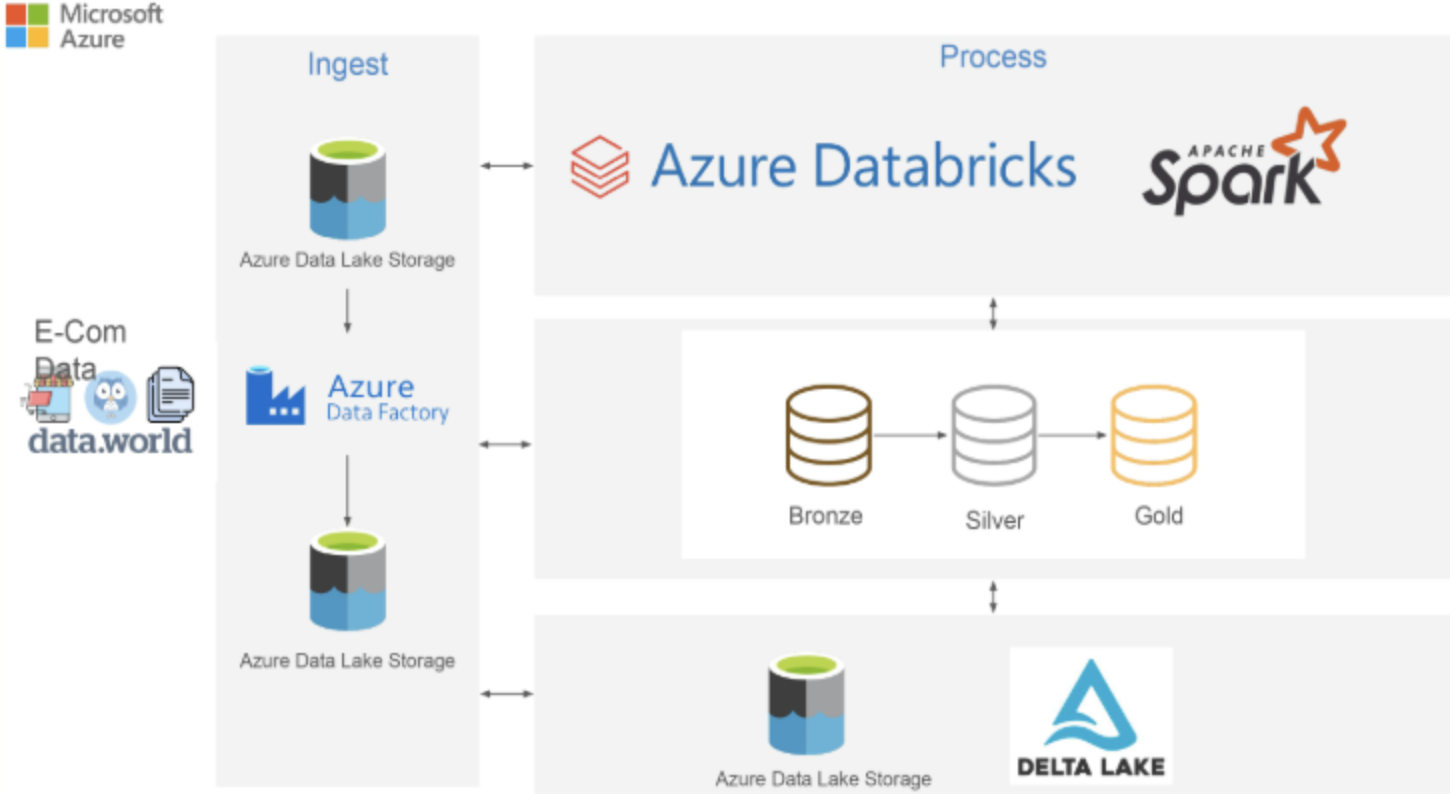 Microsoft
Azure
Ingest
Process
Azure Databricks
APACHE
Spark
Azure Data Lake Storage
E-Com
Data
data.world
Azure
Data Factory
Bronze
Silver
Gold
Azure Data Lake Storage
Azure Data Lake Storage
DELTA LAKE